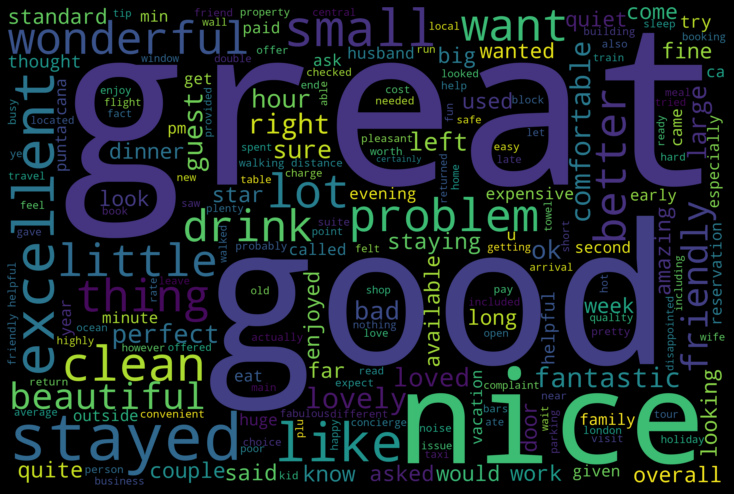 standard
tip
min
friend
wall
property
central
run
local
building
also
sleep
booking
come
try
wonderful
small
want
quiet
train
window
offer
double
paid
ask
husband
big
wanted
fine
thought
great
busy
located
fact
enjoy
flight
get
hour
checked
end
able
looked
cost
needed
help
used
block
ca
punta cana
provided
guest
right
left
fun
safe
let
meal
tried
came
large
comfortable
better
especially
yet
pm
dinner
sure
spent
pleasant
worth
certainly
easy
late
ready
hard
excellent
travel
feel
new
walking distance
returned
home
look
book
star
table
charge
evening
expensive
towel
early
gave
saw
plenty
lot
suite
point
felt
u
getting
short
second
including
drink
problem
staying
ok
arrival
amazing
reservation
little
walked
probably
called
friendly
friendly helpful
thing
good
old
shop
pay
included
hot
week
quality
pretty
wife
disappointed
year
rate
leave
enjoyed
bad
nothing
love
long
open
available
helpful
minute
ocean
perfect
actually
highly
however
offered
eat
far
read
clean
return
main
lovely
loved
expect
vacation
complaint
near
fantastic
looking
beautiful
outside
average
convenient
huge
fabulous
different
nice
bars
ate
wait
door
parking
family
london
visit
tour
holiday
stayed
choice
plu
happy
concierge
noise
issue
taxi
like
poor
kid
quite
person
business
couple
said
know
asked
would
work
given
overall